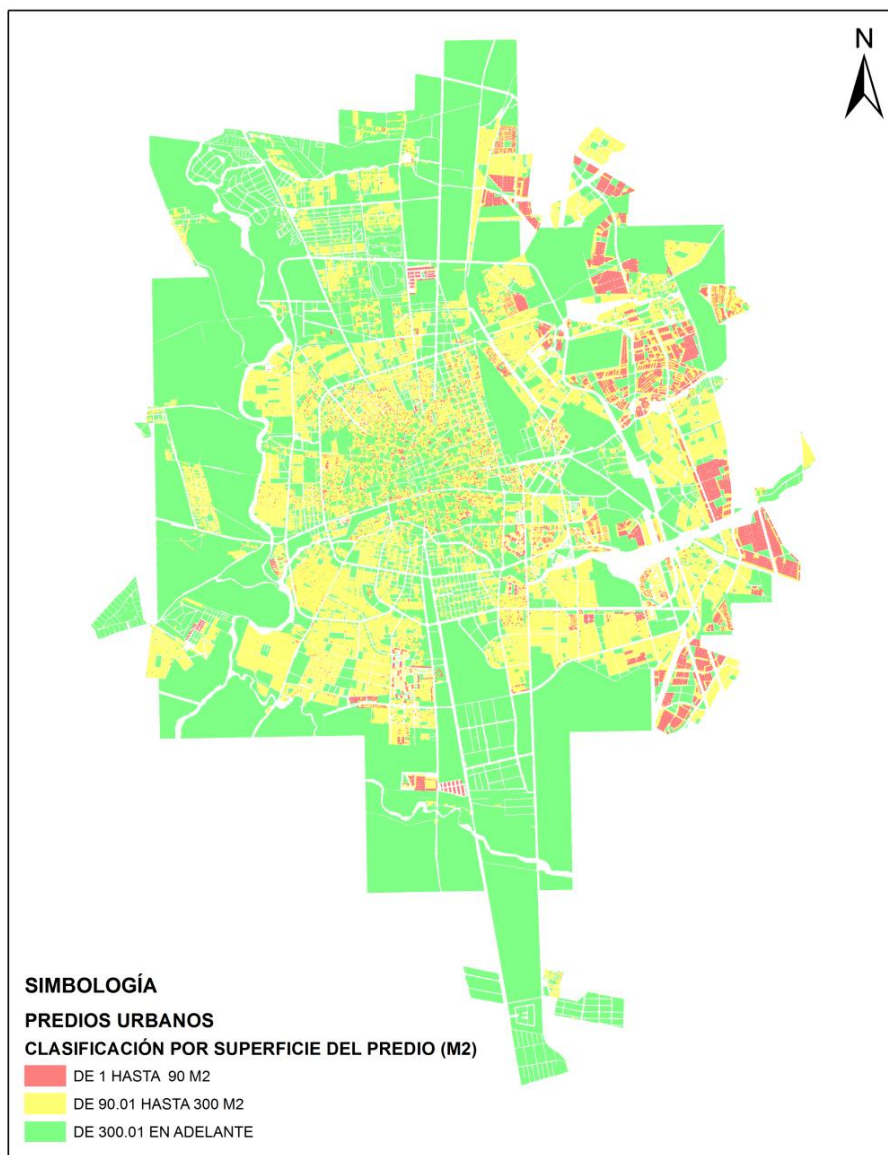 N
SIMBOLOGÍA
PREDIOS URBANOS
CLASIFICACIÓN POR SUPERFICIE DEL PREDIO (M2)
DE 1 HASTA 90 M2
DE 90.01 HASTA 300 M2
DE 300.01 EN ADELANTE